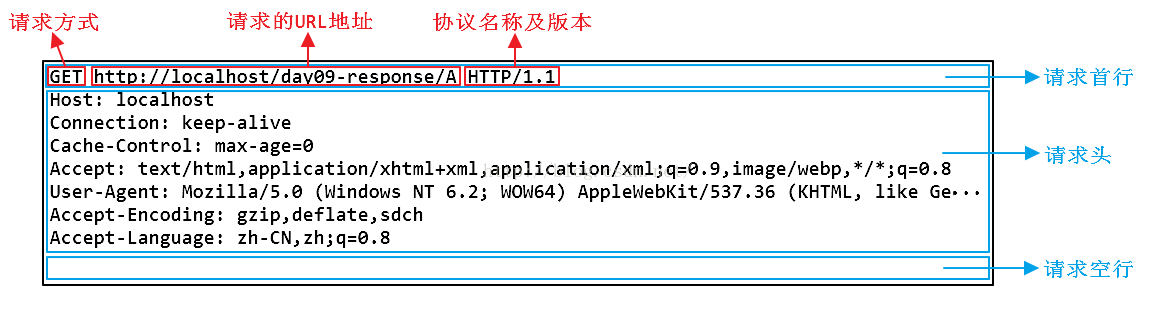 请求方式 请求的URL地址 协议名称及版本
GET http://localhost/day09-response/A HTTP/1.1 请求首行
Host: localhost
Connection: keep-alive
Cache-Control: max-age=0
Accept: text/html,application/xhtml+xml,application/xml;q=0.9,image/webp,*/*;q=0.8 请求头
User-Agent: Mozilla/5.0 (Windows NT 6.2; WOW64) AppleWebKit/537.36 (KHTML, like Ge···
Accept-Encoding: gzip,deflate,sdch
Accept-Language: zh-CN,zh;q=0.8
请求空行